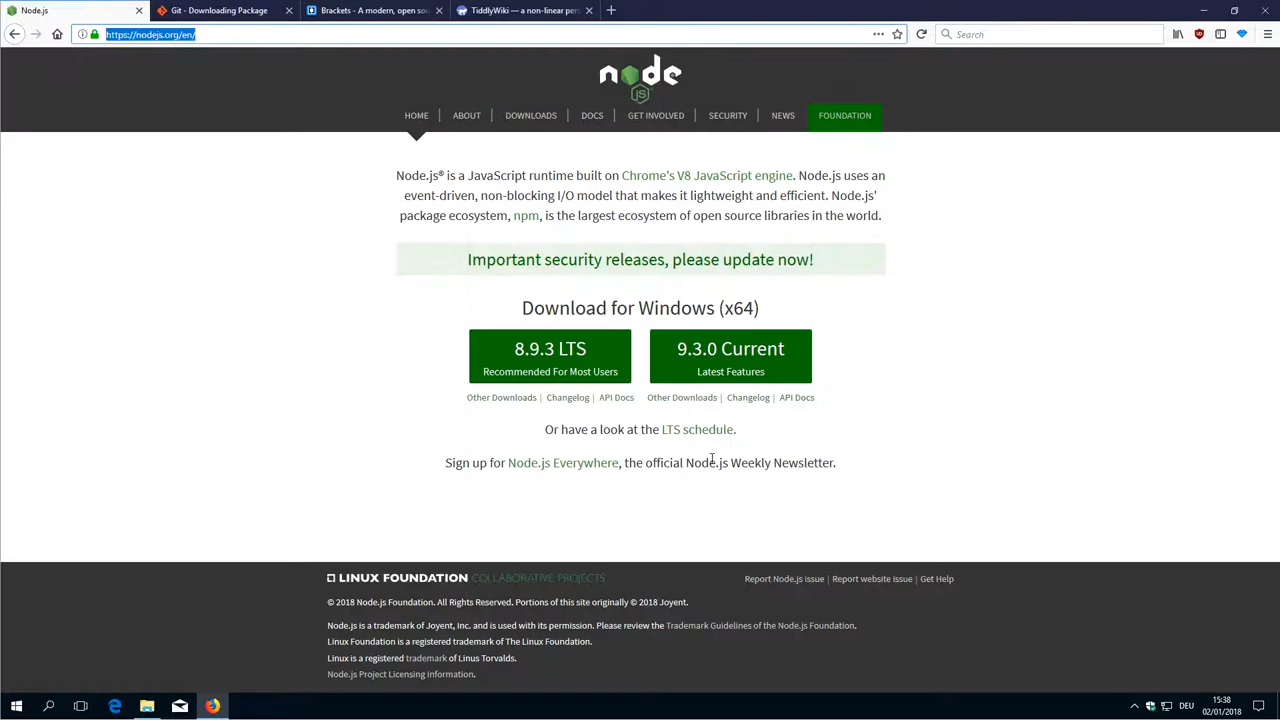 Node.js
Git - Downloading Package
Brackets - A modern, open sou
TiddlyWiki — a non-linear pers
https://nodejs.org/en/
Search
node
JS
HOME
ABOUT
DOWNLOADS
DOCS
GET INVOLVED
SECURITY
NEWS
FOUNDATION
Node.js® is a JavaScript runtime built on Chrome's V8 JavaScript engine. Node.js uses an
event-driven, non-blocking I/O model that makes it lightweight and efficient. Node.js'
package ecosystem, npm, is the largest ecosystem of open source libraries in the world.
Important security releases, please update now!
Download for Windows (x64)
8.9.3 LTS
Recommended For Most Users
9.3.0 Current
Latest Features
Other Downloads | Changelog | API Docs
Other Downloads | Changelog | API Docs
Or have a look at the LTS schedule.
Sign up for Node.js Everywhere, the official Node.js Weekly Newsletter.
LINUX FOUNDATION COLLABORATIVE PROJECTS
Report Node.js issue | Report website issue | Get Help
© 2018 Node.js Foundation. All Rights Reserved. Portions of this site originally © 2018 Joyent.
Node.js is a trademark of Joyent, Inc. and is used with its permission. Please review the Trademark Guidelines of the Node.js Foundation.
Linux Foundation is a registered trademark of The Linux Foundation.
Linux is a registered trademark of Linus Torvalds.
Node.js Project Licensing Information.
DEU
15:38
02/01/2018